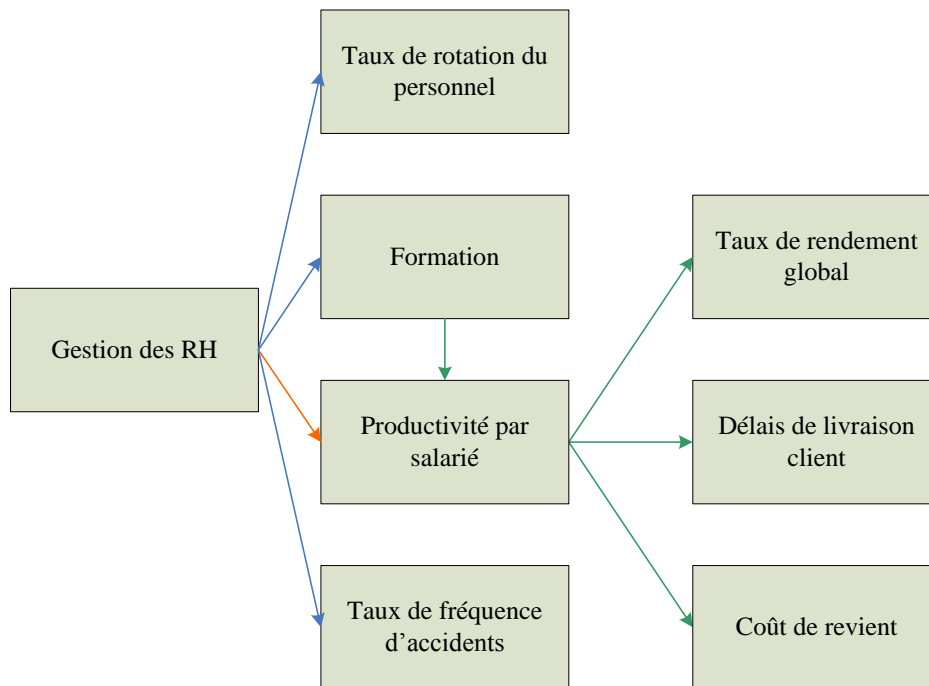 Taux de rotation du
personnel
Formation
Taux de rendement
global
Gestion des RH
Productivité par
salarié
Délais de livraison
client
Taux de fréquence
d’accidents
Coût de revient